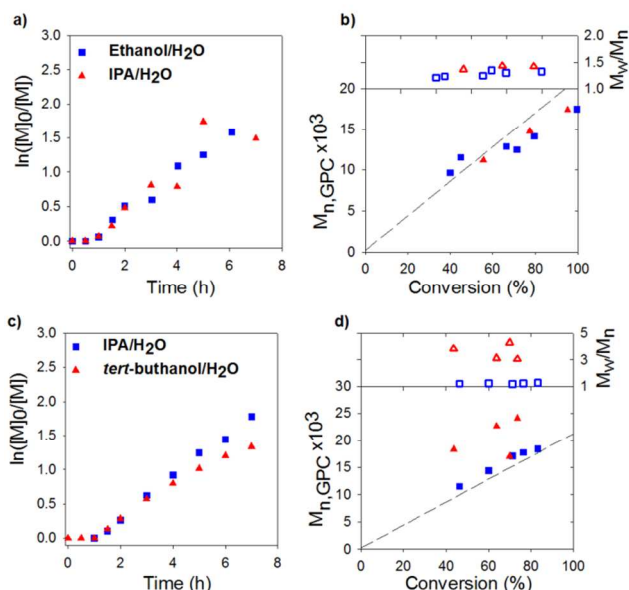 a)
3.0
2.5
2.0
1.5
1.0
0.5
0.0
ln([M]0/[M])
Ethanol/H2O
IPA/H2O
0 2 4 6 8
Time (h)
b)
2.0
1.5
1.0
Mw/Mn
20
15
10
5
0
Mn,GPC x10³
0 20 40 60 80 100
Conversion (%)
c)
3.0
2.5
2.0
1.5
1.0
0.5
0.0
ln([M]0/[M])
IPA/H2O
tert-buthanol/H2O
0 2 4 6 8
Time (h)
d)
5
3
1
Mw/Mn
30
25
20
15
10
5
0
Mn,GPC x10³
0 20 40 60 80 100
Conversion (%)